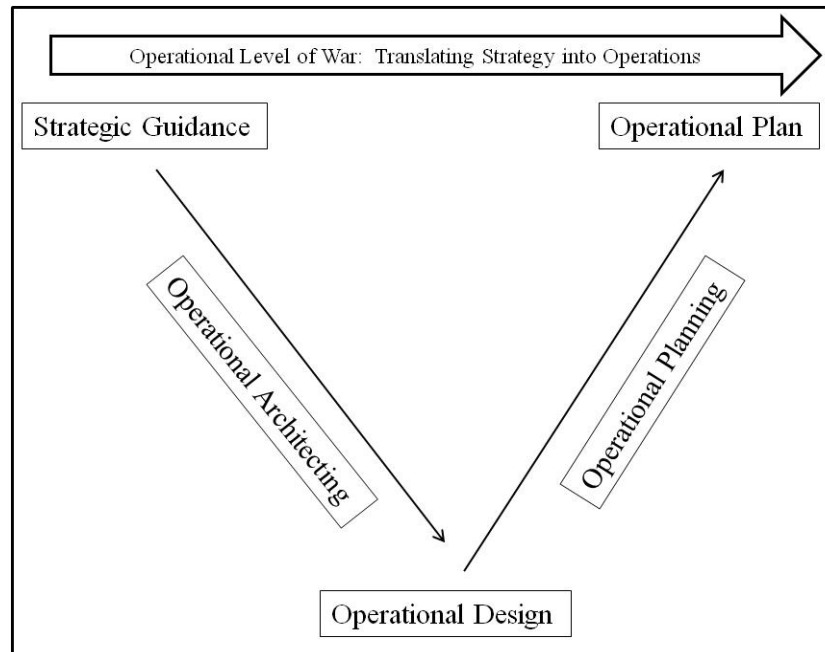 Operational Level of War: Translating Strategy into Operations
Strategic Guidance
Operational Plan
Operational Architecting
Operational Planning
Operational Design